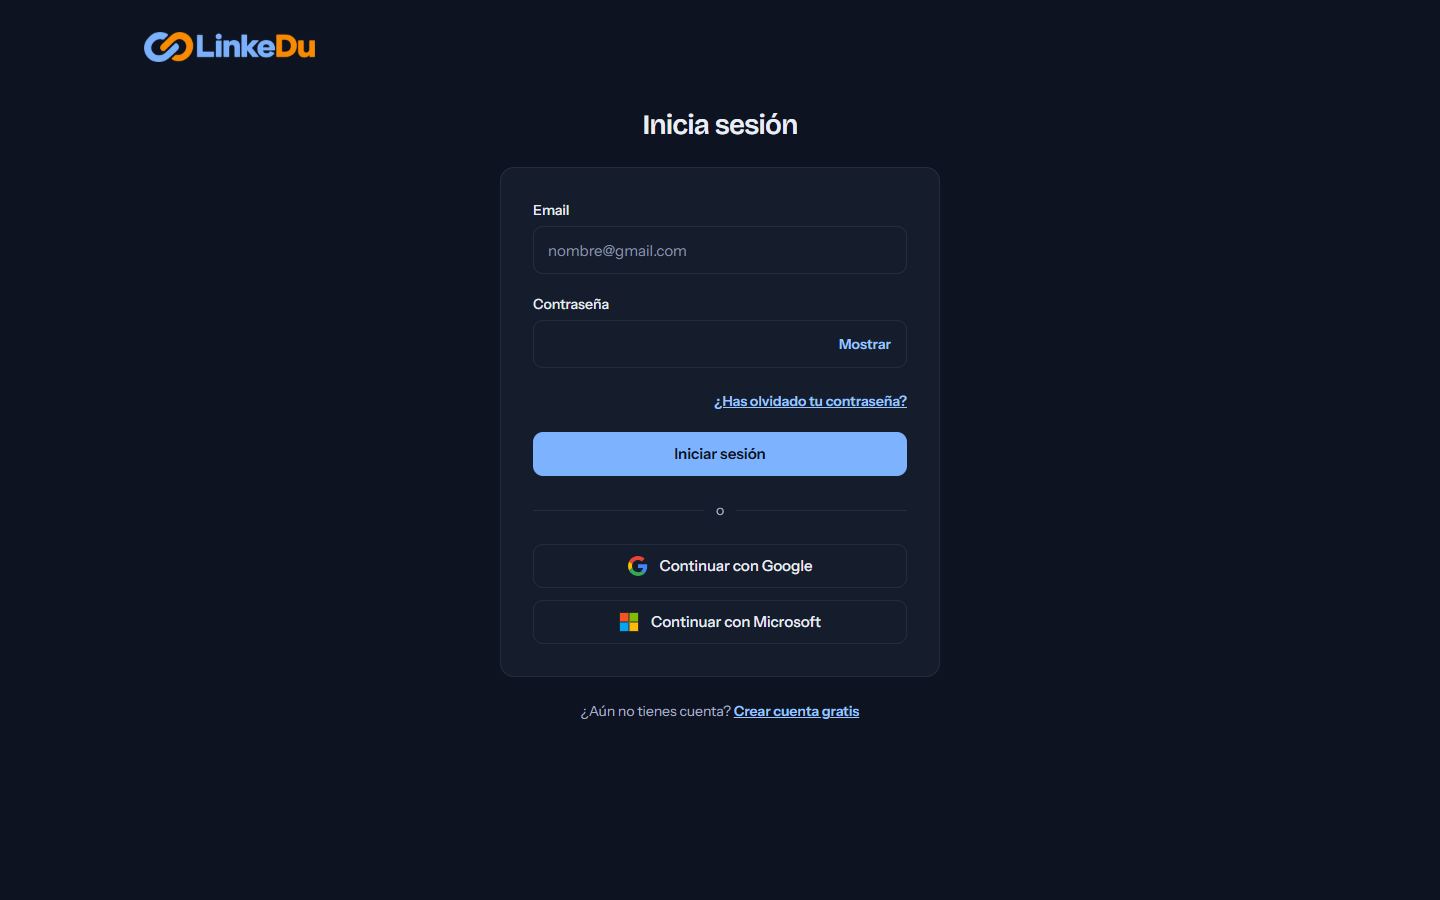 LinkeDu
Inicia sesión
Email
nombre@gmail.com
Contraseña
Mostrar
¿Has olvidado tu contraseña?
Iniciar sesión
o
Continuar con Google
Continuar con Microsoft
¿Aún no tienes cuenta? Crear cuenta gratis